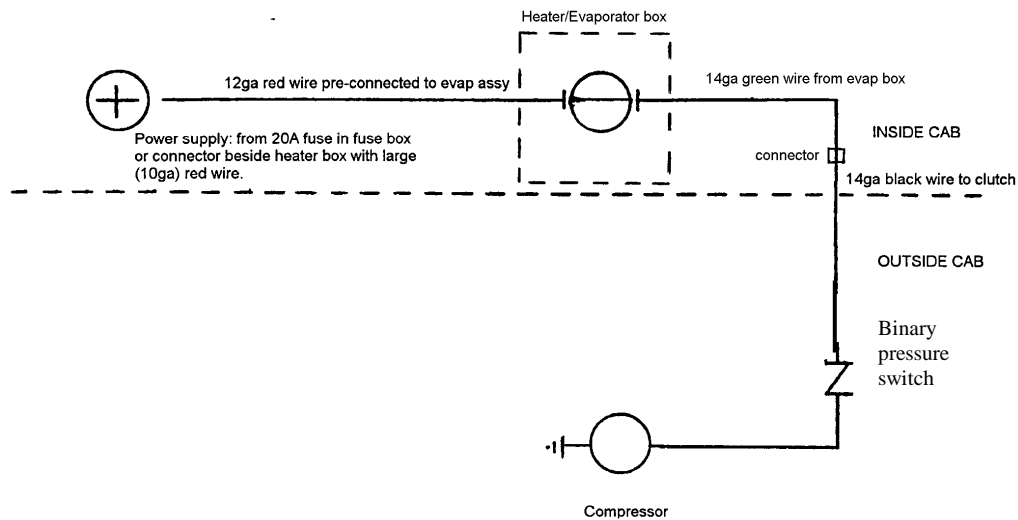 Heater/Evaporator box
12ga red wire pre-connected to evap assy
14ga green wire from evap box
Power supply: from 20A fuse in fuse box
or connector beside heater box with large
(10ga) red wire.
INSIDE CAB
connector
14ga black wire to clutch
OUTSIDE CAB
Binary
pressure
switch
Compressor